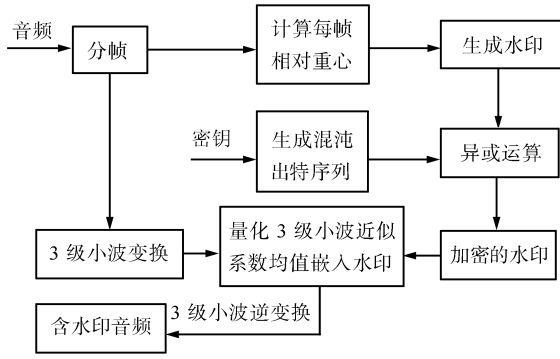 音频
分帧
计算每帧
相对重心
生成水印
密钥
生成混沌
出特序列
异或运算
3 级小波变换
量化 3 级小波近似
系数均值嵌入水印
加密的水印
3 级小波逆变换
含水印音频